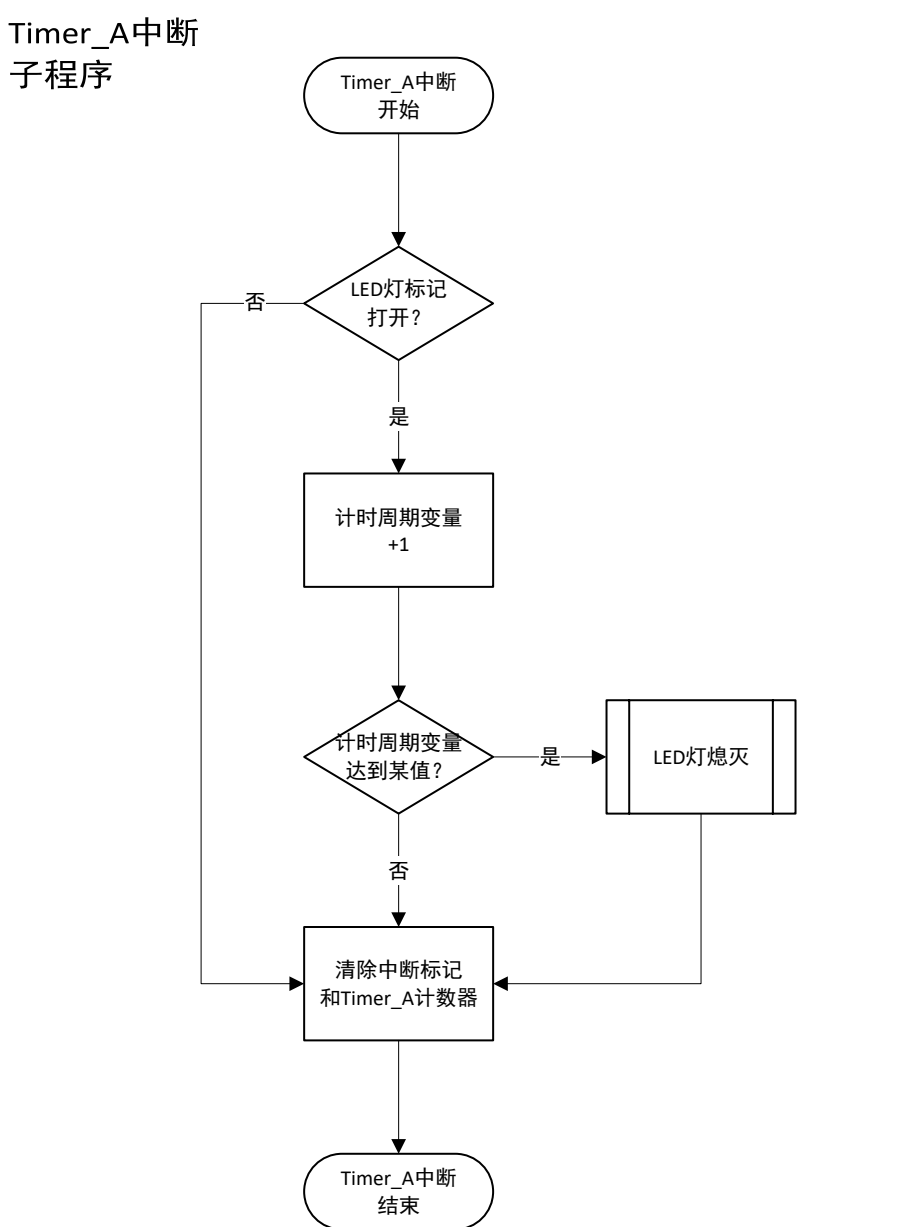 Timer_A中断
子程序
Timer_A中断
开始
LED灯标记
打开？
否
是
计时周期变量
+1
计时周期变量
达到某值？
是
LED灯熄灭
否
清除中断标记
和Timer_A计数器
Timer_A中断
结束